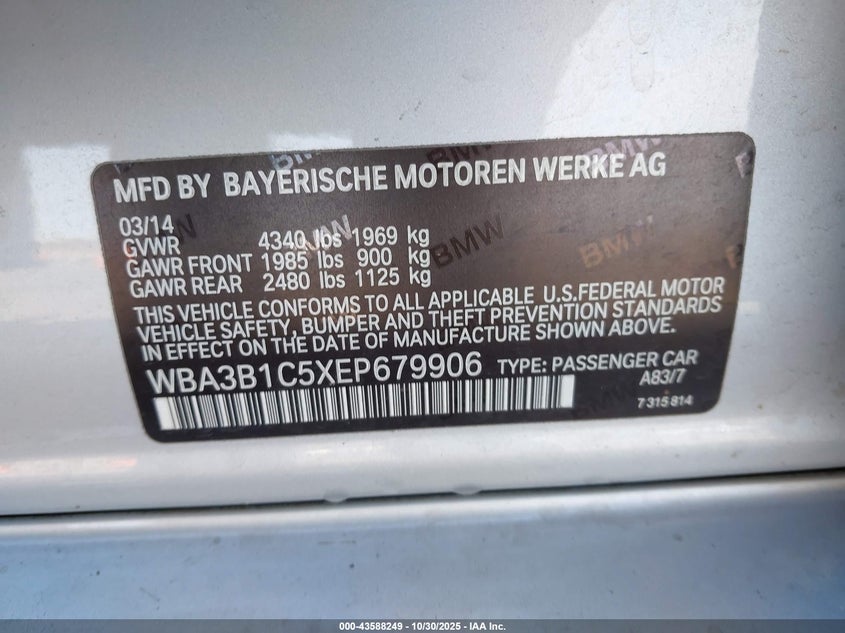 MFD BY BAYERISCHE MOTOREN WERKE AG
03/14
GVWR 4340 lbs 1969 kg
GAWR FRONT 1985 lbs 900 kg
GAWR REAR 2480 lbs 1125 kg
THIS VEHICLE CONFORMS TO ALL APPLICABLE U.S.FEDERAL MOTOR
VEHICLE SAFETY, BUMPER AND THEFT PREVENTION STANDARDS
IN EFFECT ON THE DATE OF MANUFACTURE SHOWN ABOVE.
WBA3B1C5XEP679906 TYPE: PASSENGER CAR
A83/7
7 315 814
BMW
BMW
000-43588249 - 10/30/2025 - IAA Inc.